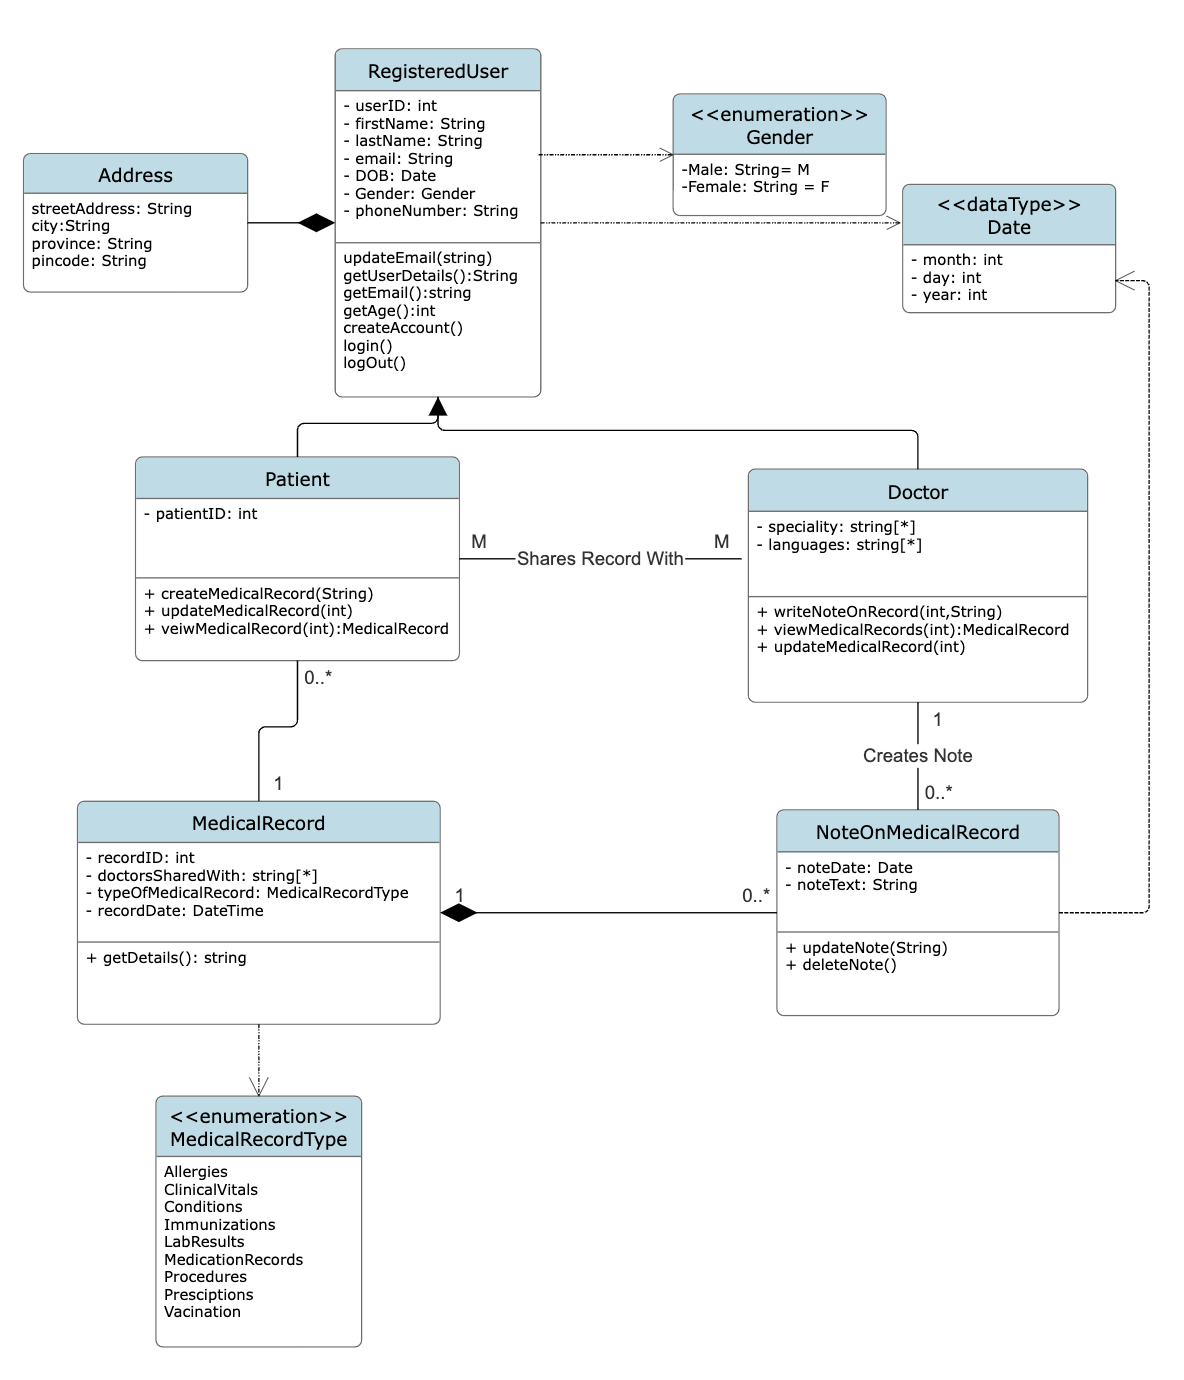 RegisteredUser
- userID: int
- firstName: String
- lastName: String
- email: String
- DOB: Date
- Gender: Gender
- phoneNumber: String
updateEmail(string)
getUserDetails():String
getEmail():string
getAge():int
createAccount()
login()
logOut()
<<enumeration>>
Gender
-Male: String= M
-Female: String = F
Address
streetAddress: String
city:String
province: String
pincode: String
<<dataType>>
Date
- month: int
- day: int
- year: int
Patient
- patientID: int
+ createMedicalRecord(String)
+ updateMedicalRecord(int)
+ veiwMedicalRecord(int):MedicalRecord
M
Shares Record With
M
Doctor
- speciality: string[*]
- languages: string[*]
+ writeNoteOnRecord(int,String)
+ viewMedicalRecords(int):MedicalRecord
+ updateMedicalRecord(int)
0..*
1
1
Creates Note
0..*
MedicalRecord
- recordID: int
- doctorsSharedWith: string[*]
- typeOfMedicalRecord: MedicalRecordType
- recordDate: DateTime
+ getDetails(): string
1
0..*
NoteOnMedicalRecord
- noteDate: Date
- noteText: String
+ updateNote(String)
+ deleteNote()
<<enumeration>>
MedicalRecordType
Allergies
ClinicalVitals
Conditions
Immunizations
LabResults
MedicationRecords
Procedures
Presciptions
Vacination